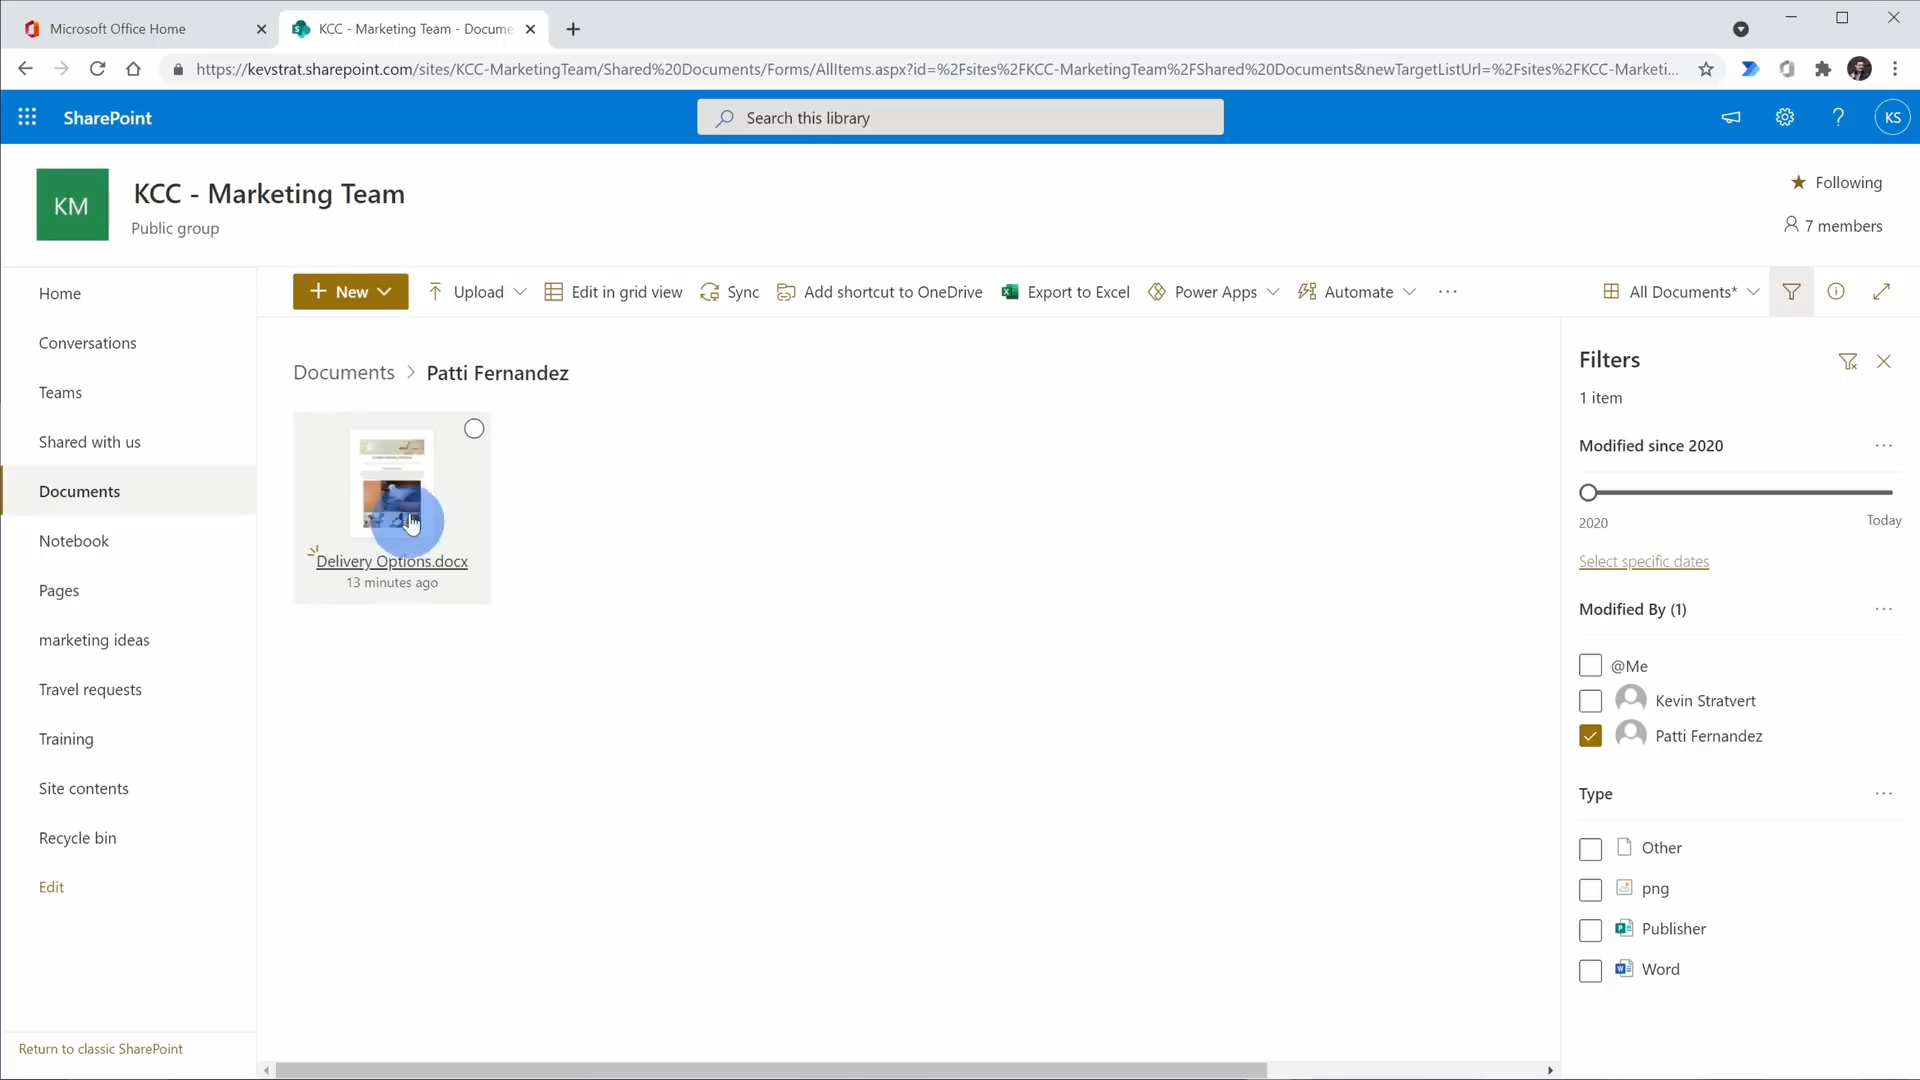 Microsoft Office Home
KCC - Marketing Team - Docume
https://kevstrat.sharepoint.com/sites/KCC-MarketingTeam/Shared%20Documents/Forms/AllItems.aspx?id=%2Fsites%2FKCC-MarketingTeam%2FShared%20Documents&newTargetListUrl=%2Fsites%2FKCC-Marketi...
SharePoint
Search this library
KS
KM
KCC - Marketing Team
Public group
Following
7 members
Home
Conversations
Teams
Shared with us
Documents
Notebook
Pages
marketing ideas
Travel requests
Training
Site contents
Recycle bin
Edit
Return to classic SharePoint
New
Upload
Edit in grid view
Sync
Add shortcut to OneDrive
Export to Excel
Power Apps
Automate
All Documents*
Documents > Patti Fernandez
Delivery Options.docx
13 minutes ago
Filters
1 item
Modified since 2020
2020
Today
Select specific dates
Modified By (1)
@Me
Kevin Stratvert
Patti Fernandez
Type
Other
png
Publisher
Word